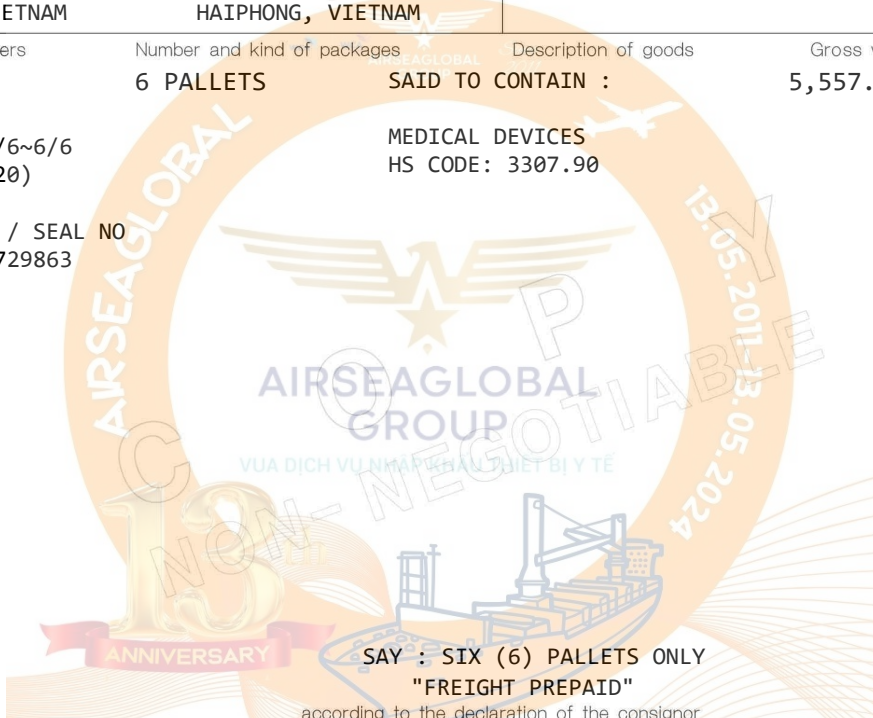 ETNAM HAIPHONG, VIETNAM
ers Number and kind of packages Description of goods Gross
6 PALLETS SAID TO CONTAIN : 5,557.
/6~6/6 MEDICAL DEVICES
20) HS CODE: 3307.90
/ SEAL NO
729863
AIRSEAGLOBAL
13.05.2011-13.05.2024
AIRSEAGLOBAL
GROUP
VUA DỊCH VỤ NHẬP KHẨU THIẾT BỊ Y TẾ
COPY
NON-NEGOTIABLE
13th
ANNIVERSARY
SAY : SIX (6) PALLETS ONLY
"FREIGHT PREPAID"
according to the declaration of the consignor